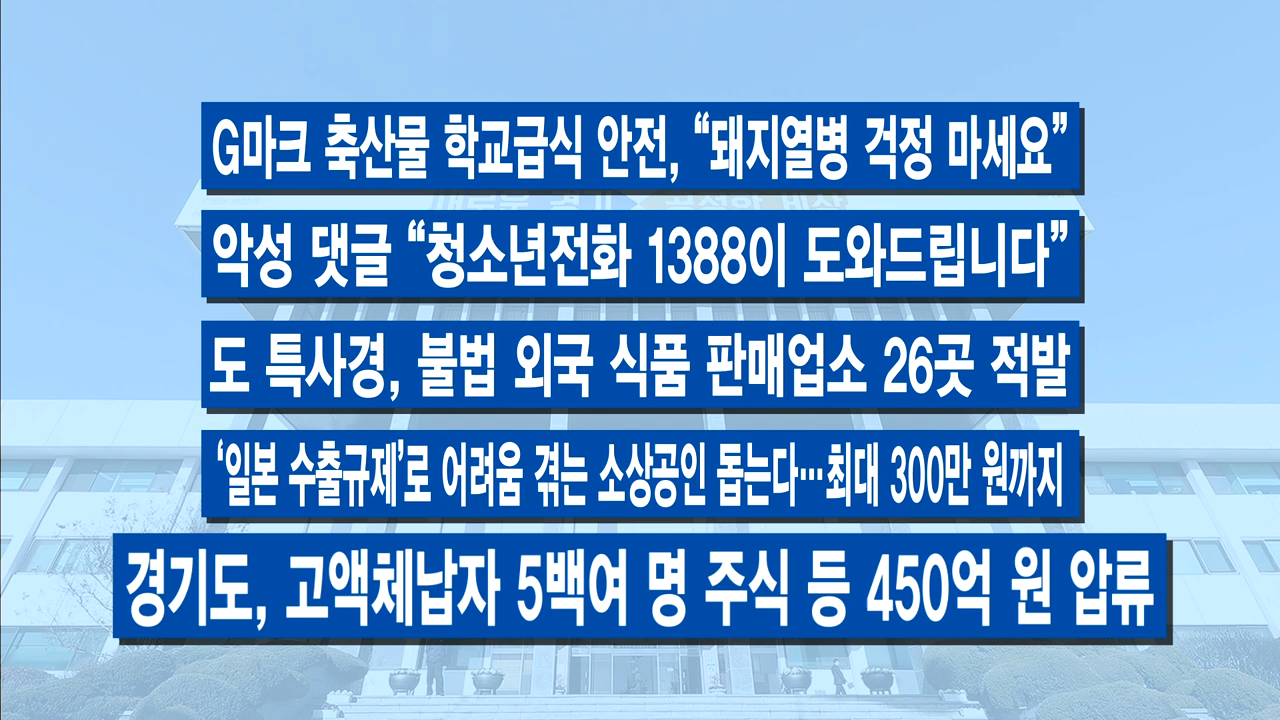 G마크 축산물 학교급식 안전, “돼지열병 걱정 마세요”
악성 댓글 “청소년전화 1388이 도와드립니다”
도 특사경, 불법 외국 식품 판매업소 26곳 적발
‘일본 수출규제’로 어려움 겪는 소상공인 돕는다…최대 300만 원까지
경기도, 고액체납자 5백여 명 주식 등 450억 원 압류